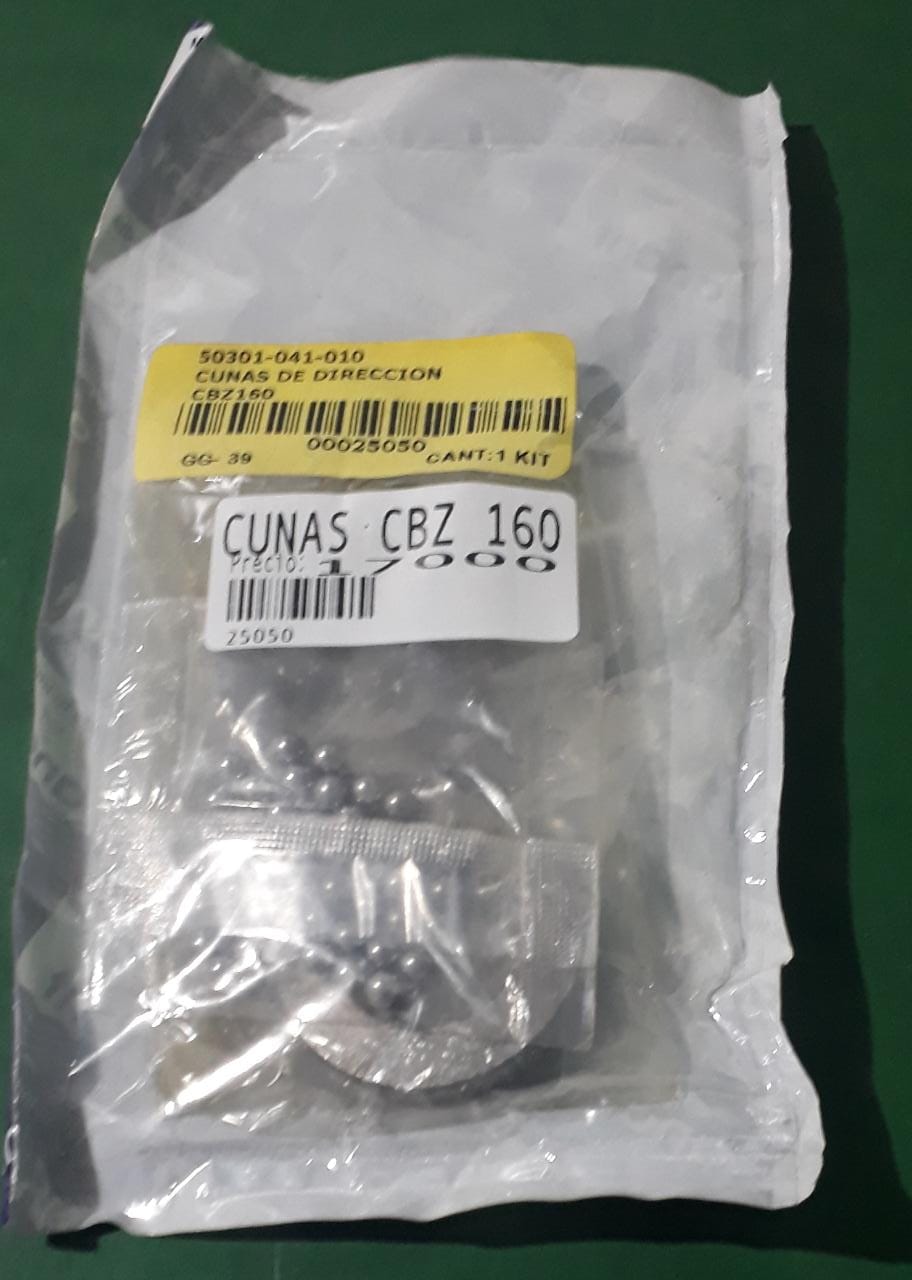 50301-041-010
CUNAS DE DIRECCION
CBZ160
00025050
GG- 39 CANT:1 KIT
CUNAS CBZ 160
Precio: 17000
25050